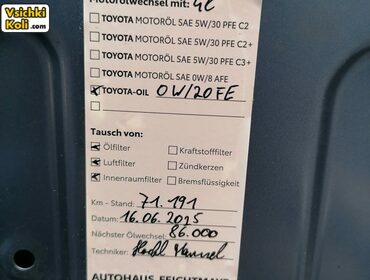 Vsichki
Koli.com
Motorölwechsel mit: 4L
TOYOTA MOTORÖL SAE 5W/30 PFE C2
TOYOTA MOTORÖL SAE 5W/30 PFE C2+
TOYOTA MOTORÖL SAE 5W/30 PFE C3+
TOYOTA MOTORÖL SAE 0W/8 AFE
TOYOTA-OIL 0W/20FE
Tausch von:
Ölfilter Kraftstofffilter
Luftfilter Zündkerzen
Innenraumfilter Bremsflüssigkeit
Km - Stand: 71.191
Datum: 16.06.2025
Nächster Ölwechsel: 86.000
Techniker:
AUTOHAUS FEICHTMAYR